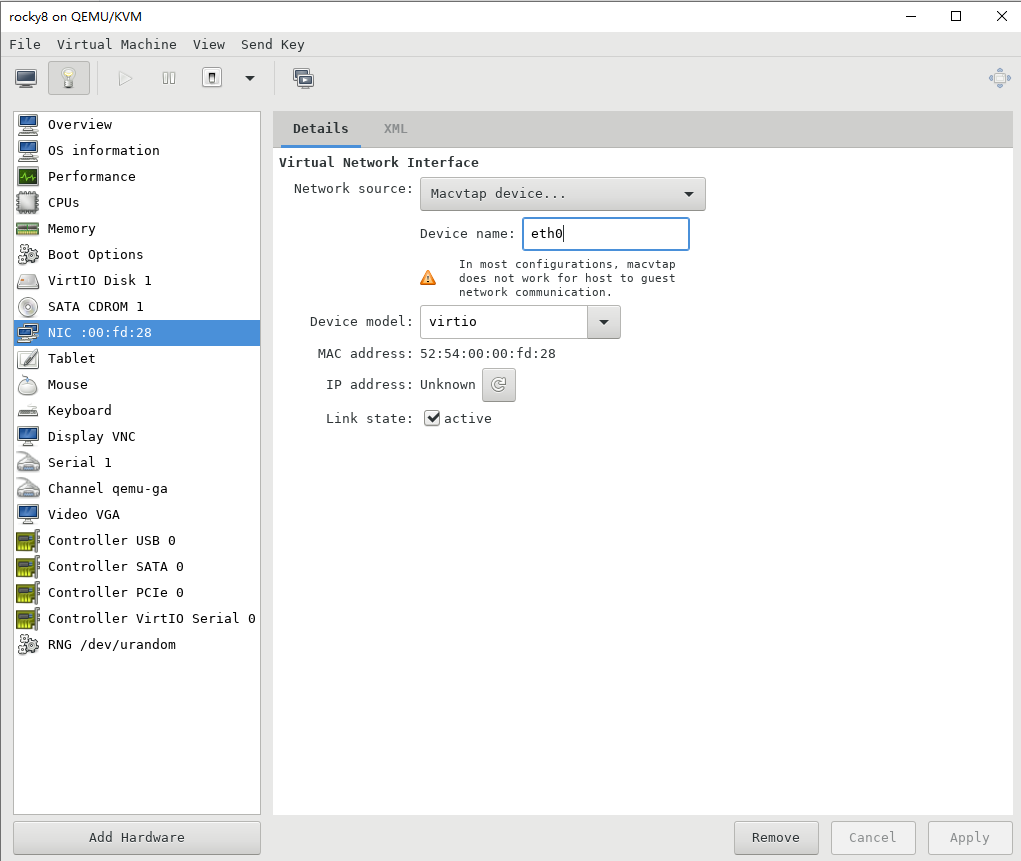 rocky8 on QEMU/KVM
File Virtual Machine View Send Key
Overview
OS information
Performance
CPUs
Memory
Boot Options
VirtIO Disk 1
SATA CDROM 1
NIC :00:fd:28
Tablet
Mouse
Keyboard
Display VNC
Serial 1
Channel qemu-ga
Video VGA
Controller USB 0
Controller SATA 0
Controller PCIe 0
Controller VirtIO Serial 0
RNG /dev/urandom
Add Hardware
Details XML
Virtual Network Interface
Network source: Macvtap device...
Device name: eth0
In most configurations, macvtap
does not work for host to guest
network communication.
Device model: virtio
MAC address: 52:54:00:00:fd:28
IP address: Unknown
Link state: active
Remove Cancel Apply